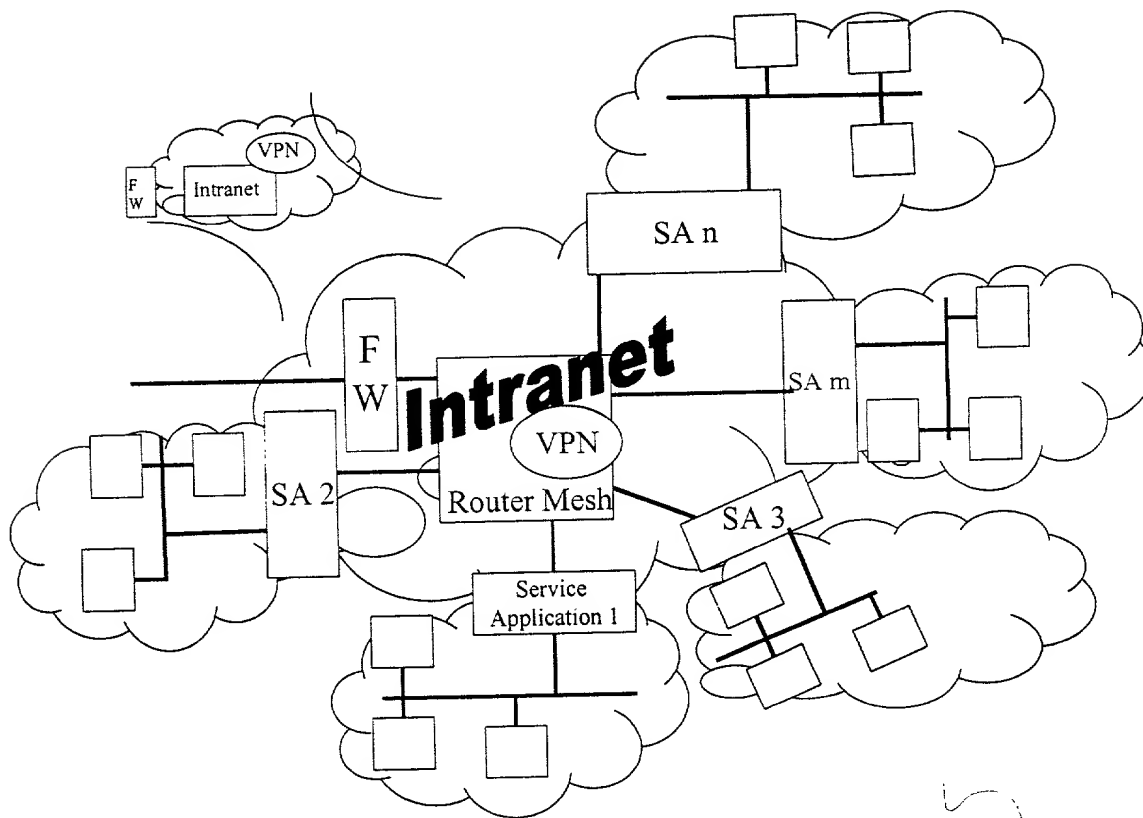 VPN
F
W
Intranet
SA n
F
W
Intranet
SA m
VPN
SA 2
Router Mesh
SA 3
Service
Application 1